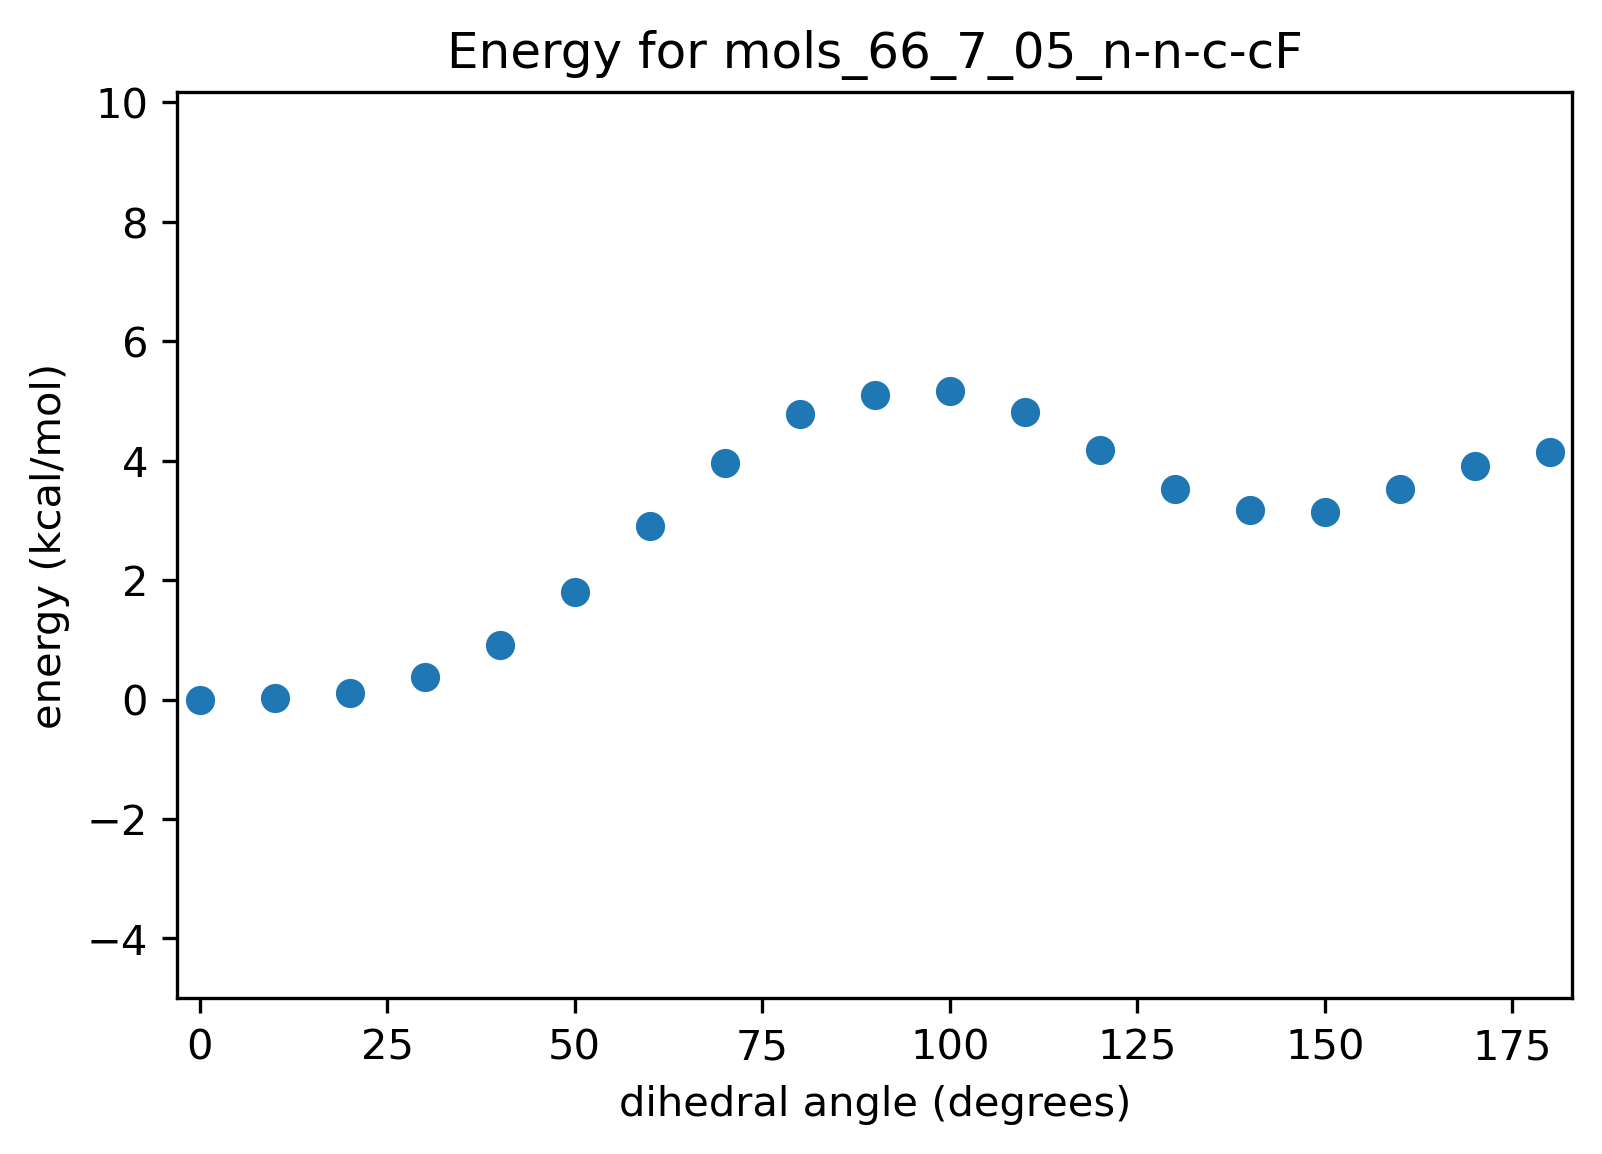 Energy for mols_66_7_05_n-n-c-cF
10
8
6
4
2
0
−2
−4
energy (kcal/mol)
0 25 50 75 100 125 150 175
dihedral angle (degrees)